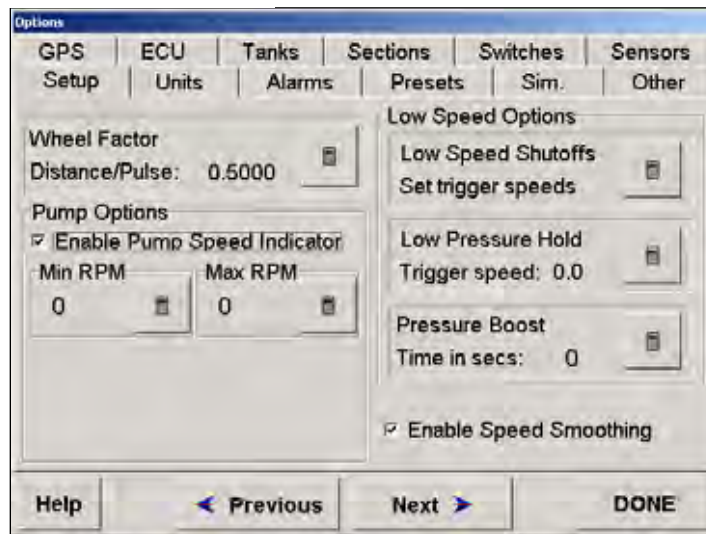 Options
GPS ECU Tanks Sections Switches Sensors
Setup Units Alarms Presets Sim. Other
Wheel Factor
Distance/Pulse: 0.5000
Pump Options
Enable Pump Speed Indicator
Min RPM Max RPM
0 0
Low Speed Options
Low Speed Shutoffs
Set trigger speeds
Low Pressure Hold
Trigger speed: 0.0
Pressure Boost
Time in secs: 0
Enable Speed Smoothing
Help Previous Next DONE